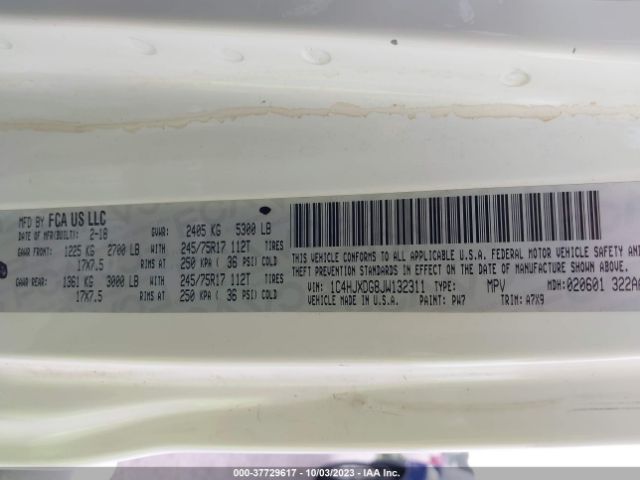 MFD BY FCA US LLC
DATE OF MFR(BUILT): 2-18 GVWR: 2405 KG 5300 LB
GAWR FRONT: 1225 KG 2700 LB WITH 245/75R17 112T TIRES
17X7.5 RIMS AT 250 KPA ( 36 PSI) COLD
GAWR REAR: 1361 KG 3000 LB WITH 245/75R17 112T TIRES
17X7.5 RIMS AT 250 KPA ( 36 PSI) COLD
THIS VEHICLE CONFORMS TO ALL APPLICABLE U.S.A. FEDERAL MOTOR VEHICLE SAFETY AND
THEFT PREVENTION STANDARDS IN EFFECT ON THE DATE OF MANUFACTURE SHOWN ABOVE.
VIN: 1C4HJXDG8JW132311 TYPE: MPV MDH: 020601 322AA
VEHICLE MADE IN U.S.A. PAINT: PW7 TRIM: A7X9
000-37729617 - 10/03/2023 - IAA Inc.